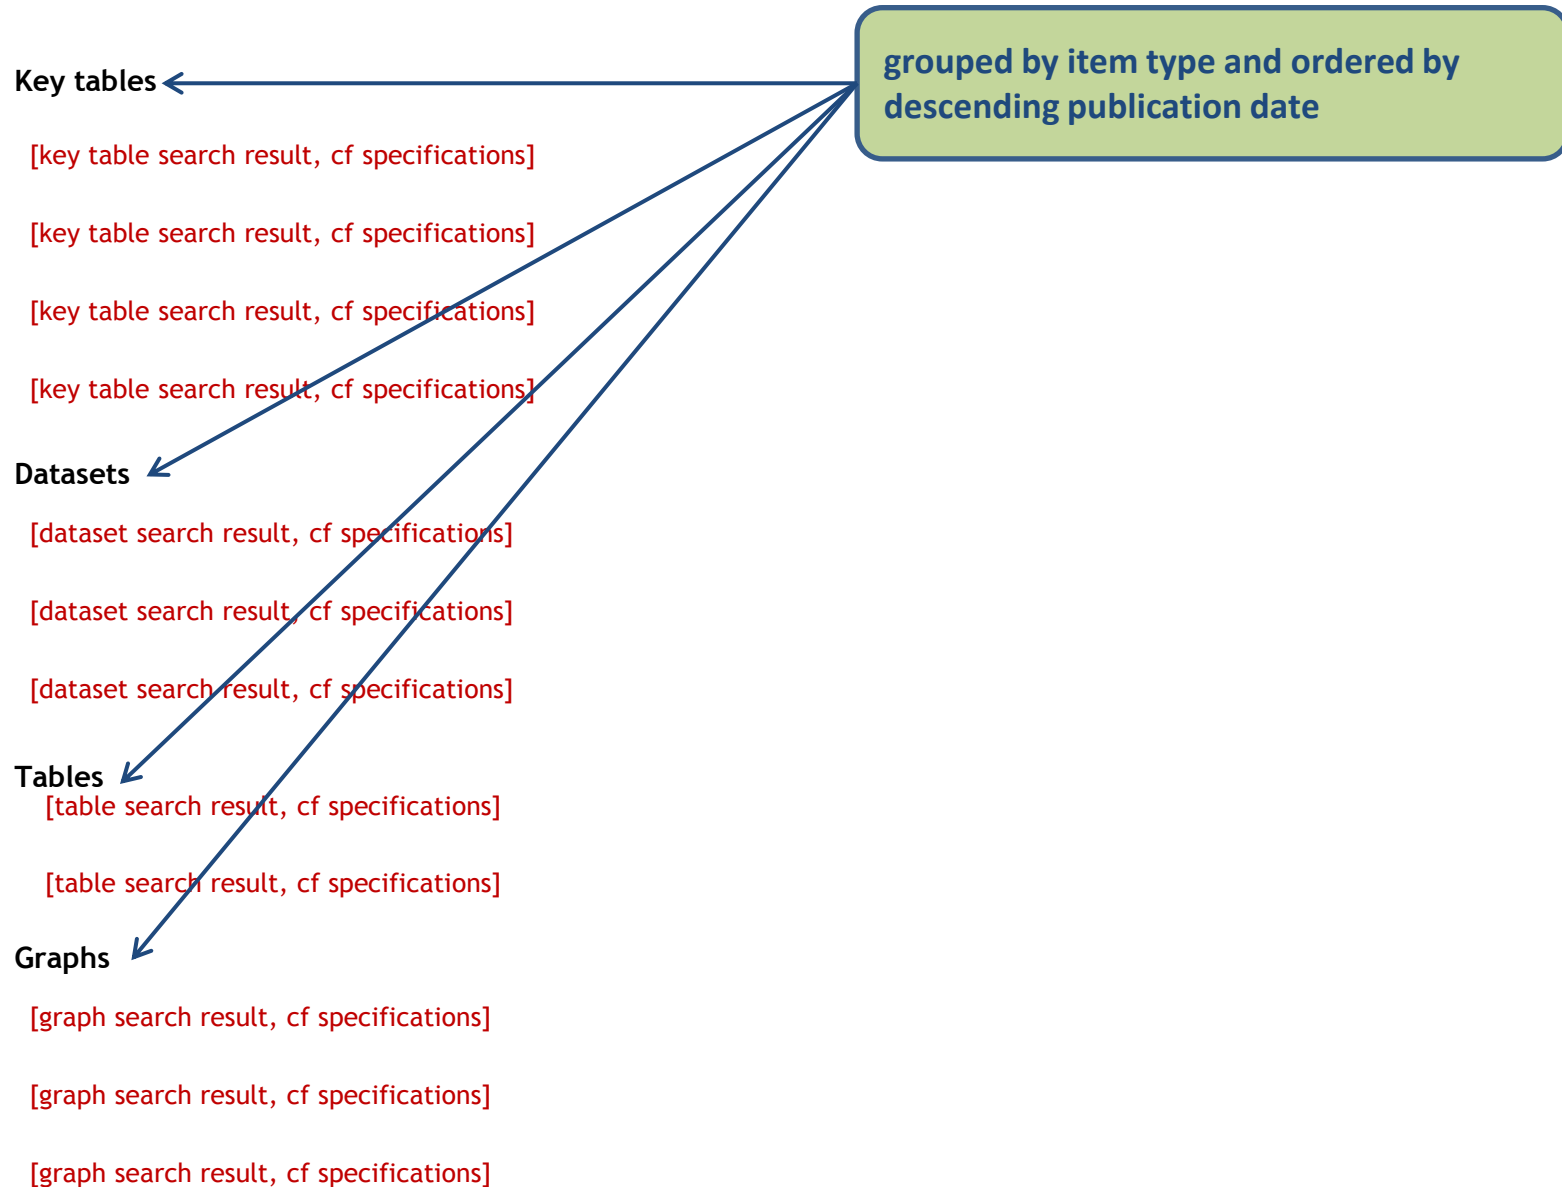 grouped by item type and ordered by
descending publication date
Key tables
[key table search result, cf specifications]
[key table search result, cf specifications]
[key table search result, cf specifications]
[key table search result, cf specifications]
Datasets
[dataset search result, cf specifications]
[dataset search result, cf specifications]
[dataset search result, cf specifications]
Tables
[table search result, cf specifications]
[table search result, cf specifications]
Graphs
[graph search result, cf specifications]
[graph search result, cf specifications]
[graph search result, cf specifications]